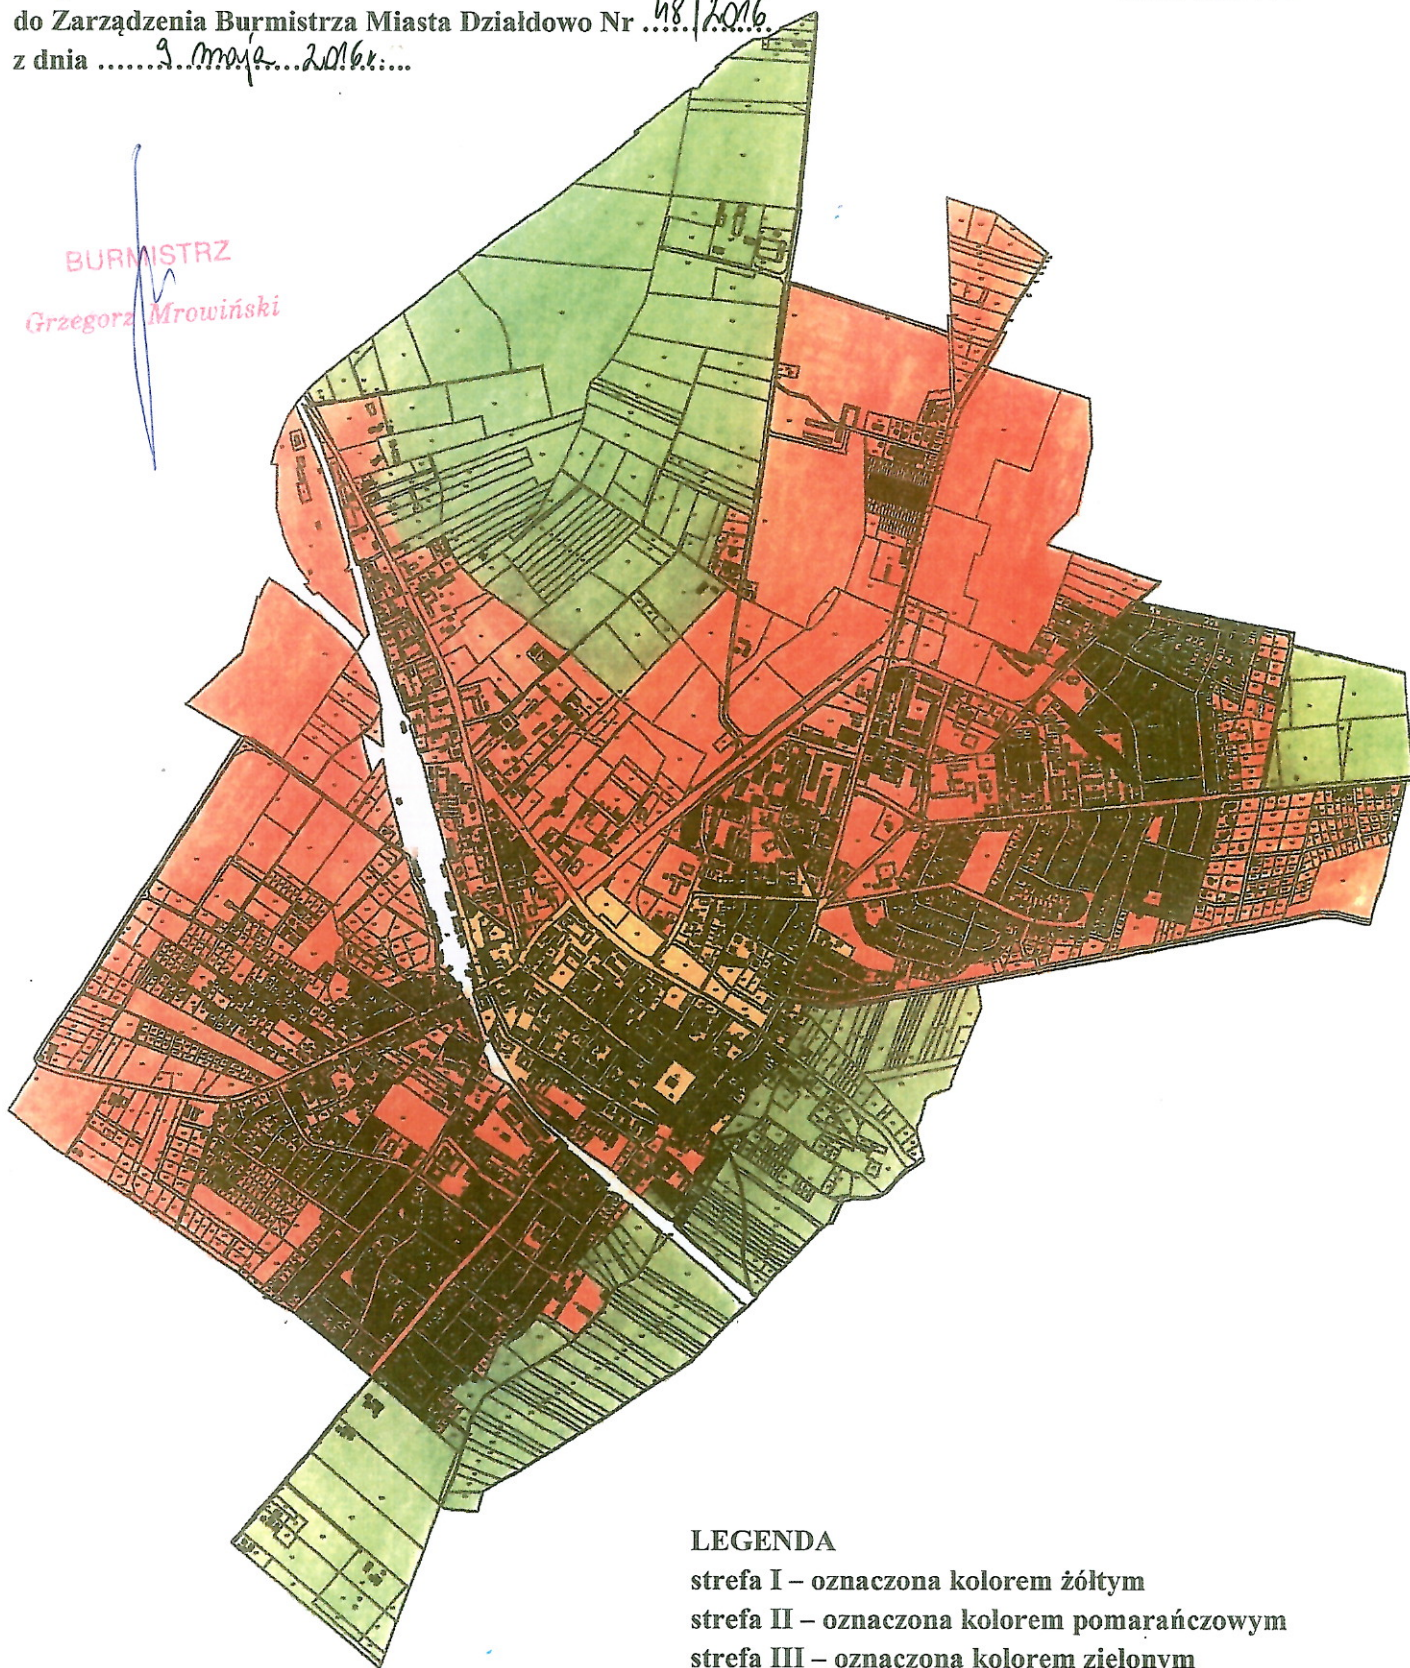 do Zarządzenia Burmistrza Miasta Działdowo Nr ....48/2016..
z dnia .......9 maja....2016r:....
BURMISTRZ
Grzegorz Mrowiński
LEGENDA
strefa I – oznaczona kolorem żółtym
strefa II – oznaczona kolorem pomarańczowym
strefa III – oznaczona kolorem zielonym